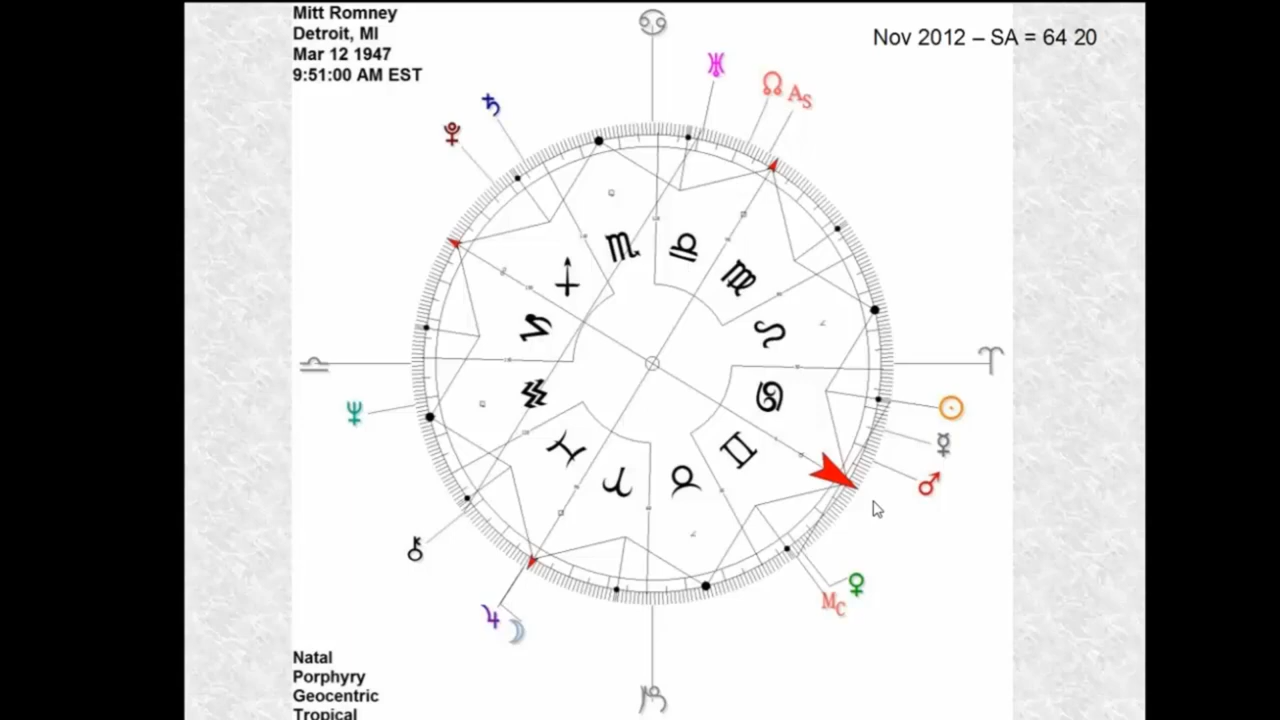 Mitt Romney
Detroit, MI
Mar 12 1947
9:51:00 AM EST
Nov 2012 – SA = 64 20
As
Mc
Natal
Porphyry
Geocentric
Tropical